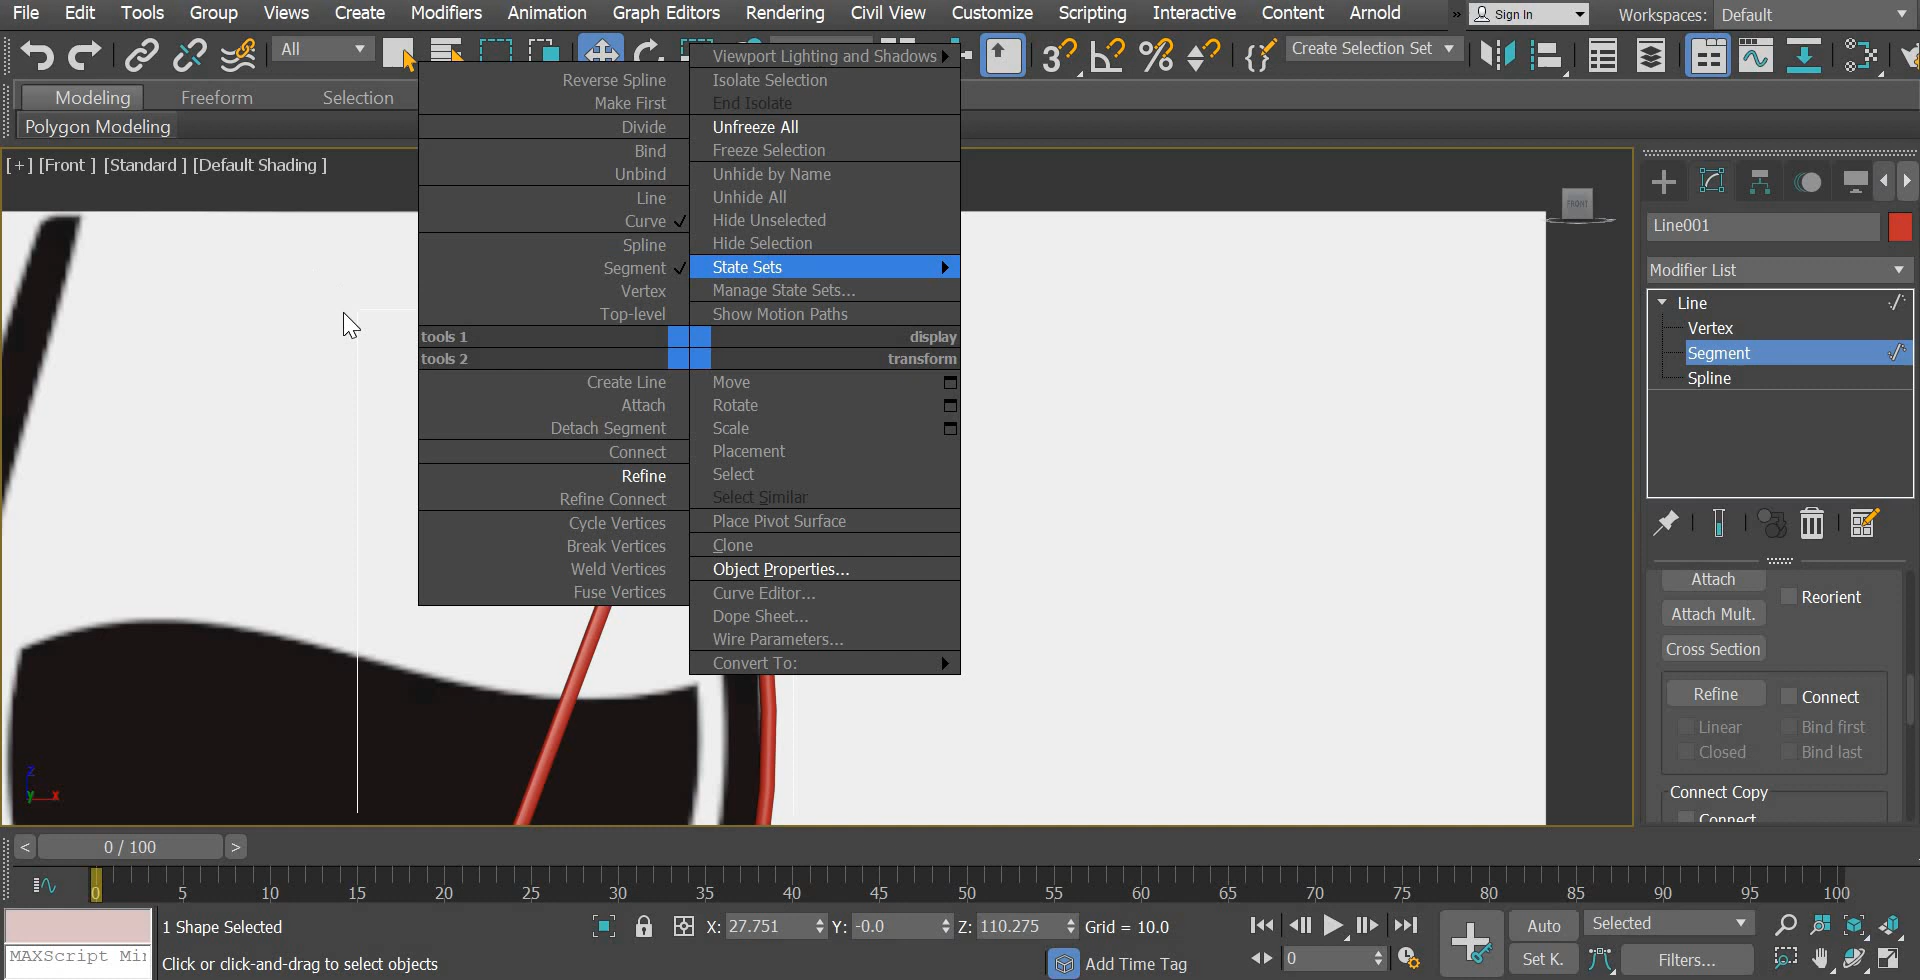 File Edit Tools Group Views Create Modifiers Animation Graph Editors Rendering Civil View Customize Scripting Interactive Content Arnold » Sign In Workspaces: Default
All
Create Selection Set
Modeling Freeform Selection
Polygon Modeling
[+] [Front ] [Standard ] [Default Shading ]
Reverse Spline
Make First
Divide
Bind
Unbind
Line
Curve
Spline
Segment
Vertex
Top-level
tools 1
tools 2
Create Line
Attach
Detach Segment
Connect
Refine
Refine Connect
Cycle Vertices
Break Vertices
Weld Vertices
Fuse Vertices
Viewport Lighting and Shadows
Isolate Selection
End Isolate
Unfreeze All
Freeze Selection
Unhide by Name
Unhide All
Hide Unselected
Hide Selection
State Sets
Manage State Sets...
Show Motion Paths
display
transform
Move
Rotate
Scale
Placement
Select
Select Similar
Place Pivot Surface
Clone
Object Properties...
Curve Editor...
Dope Sheet...
Wire Parameters...
Convert To:
FRONT
z
y x
Line001
Modifier List
Line
Vertex
Segment
Spline
Attach
Reorient
Attach Mult.
Cross Section
Refine Connect
Linear Bind first
Closed Bind last
Connect Copy
Connect
< 0 / 100 >
0 5 10 15 20 25 30 35 40 45 50 55 60 65 70 75 80 85 90 95 100
1 Shape Selected
X: 27.751 Y: -0.0 Z: 110.275 Grid = 10.0
Auto Selected
MAXScript Mi
Click or click-and-drag to select objects
Add Time Tag
0
Set K. Filters...